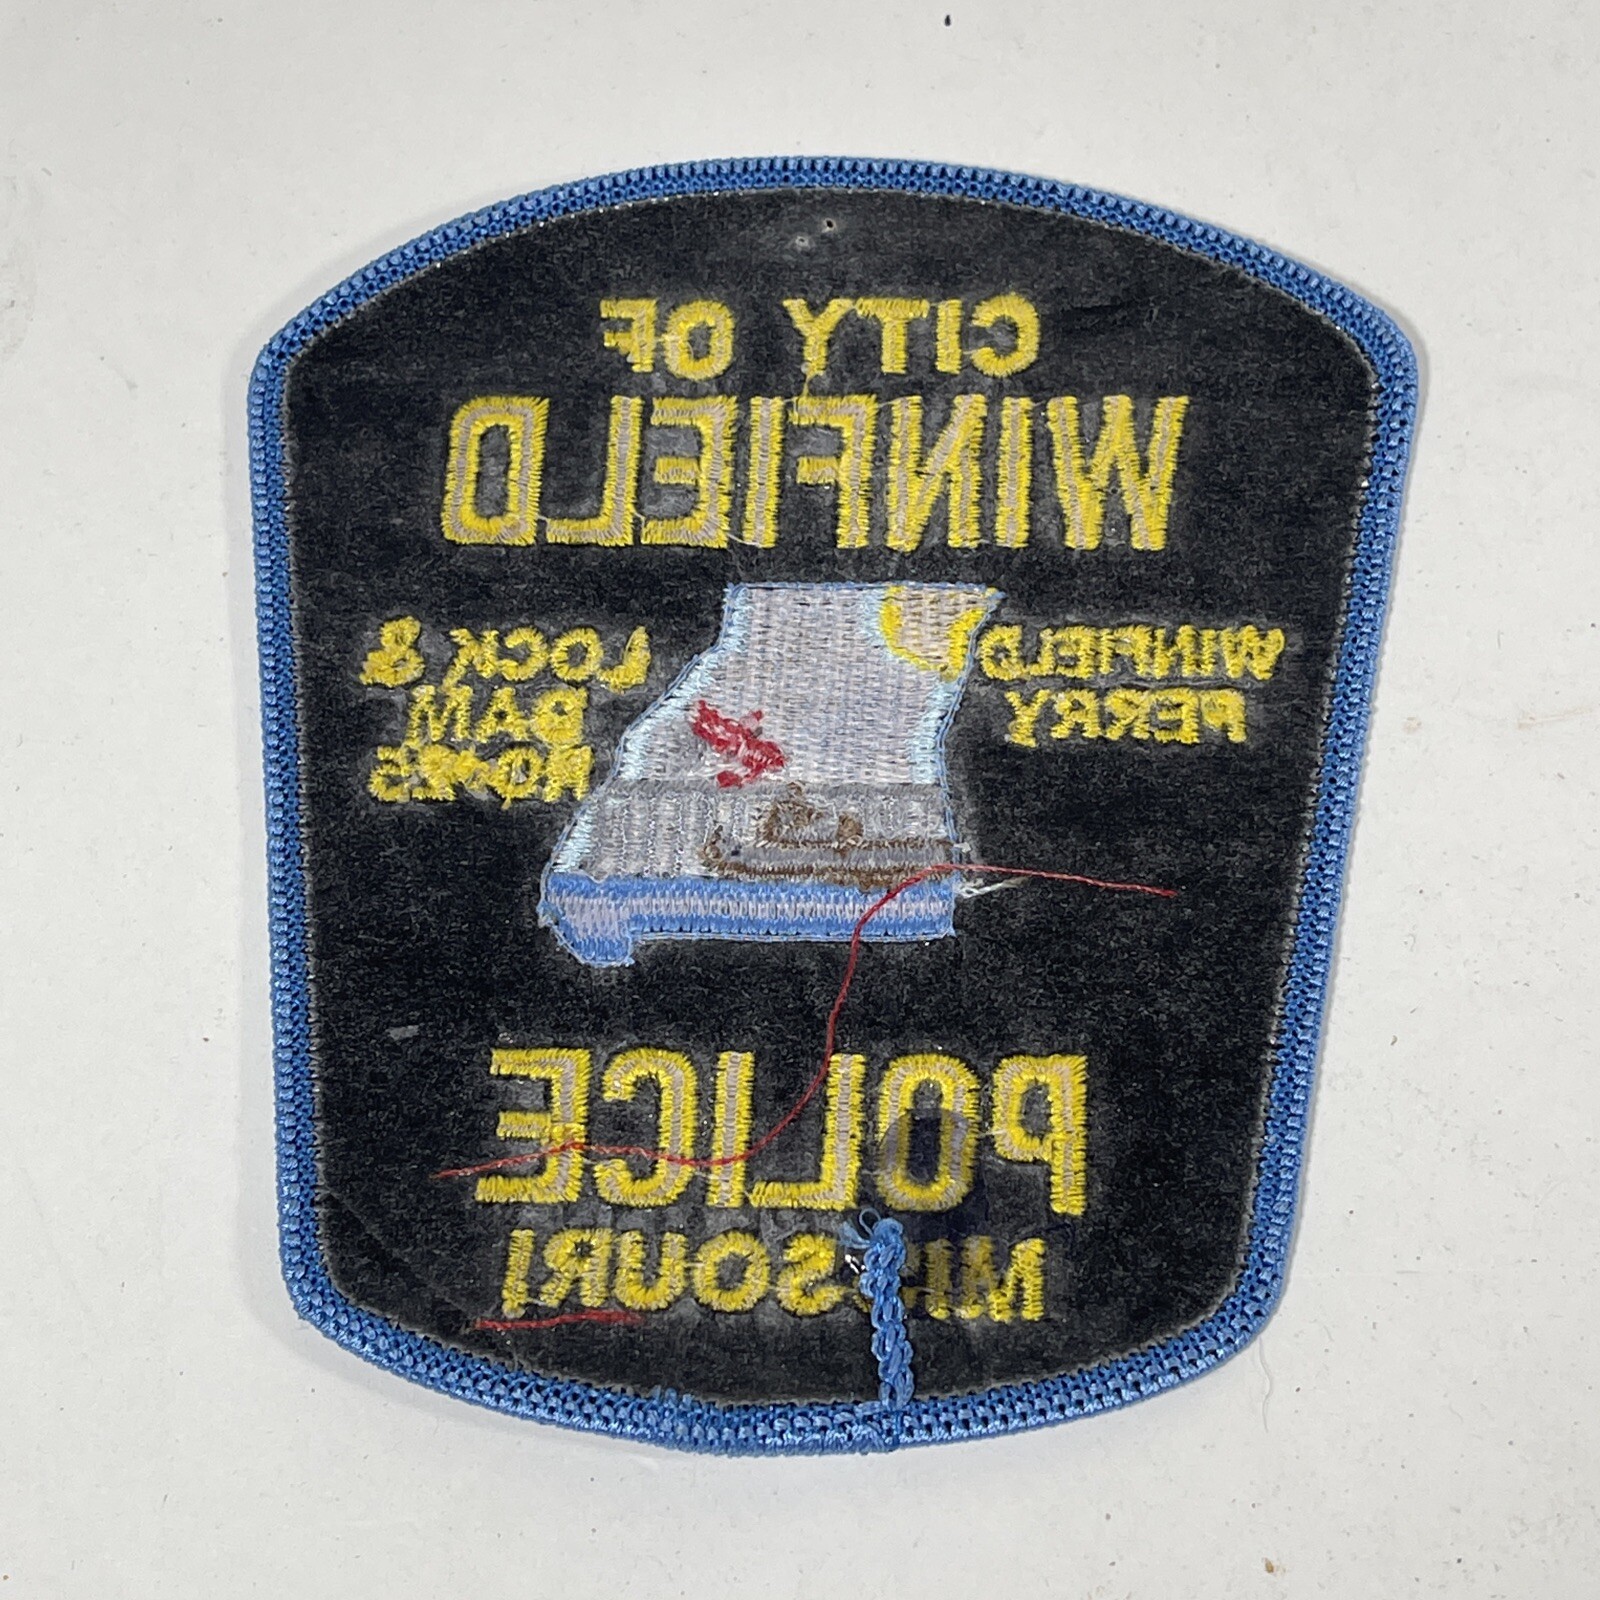 CITY OF
WINFIELD
WINFIELD
FERRY
LOCK &
DAM
NO. 25
POLICE
MISSOURI